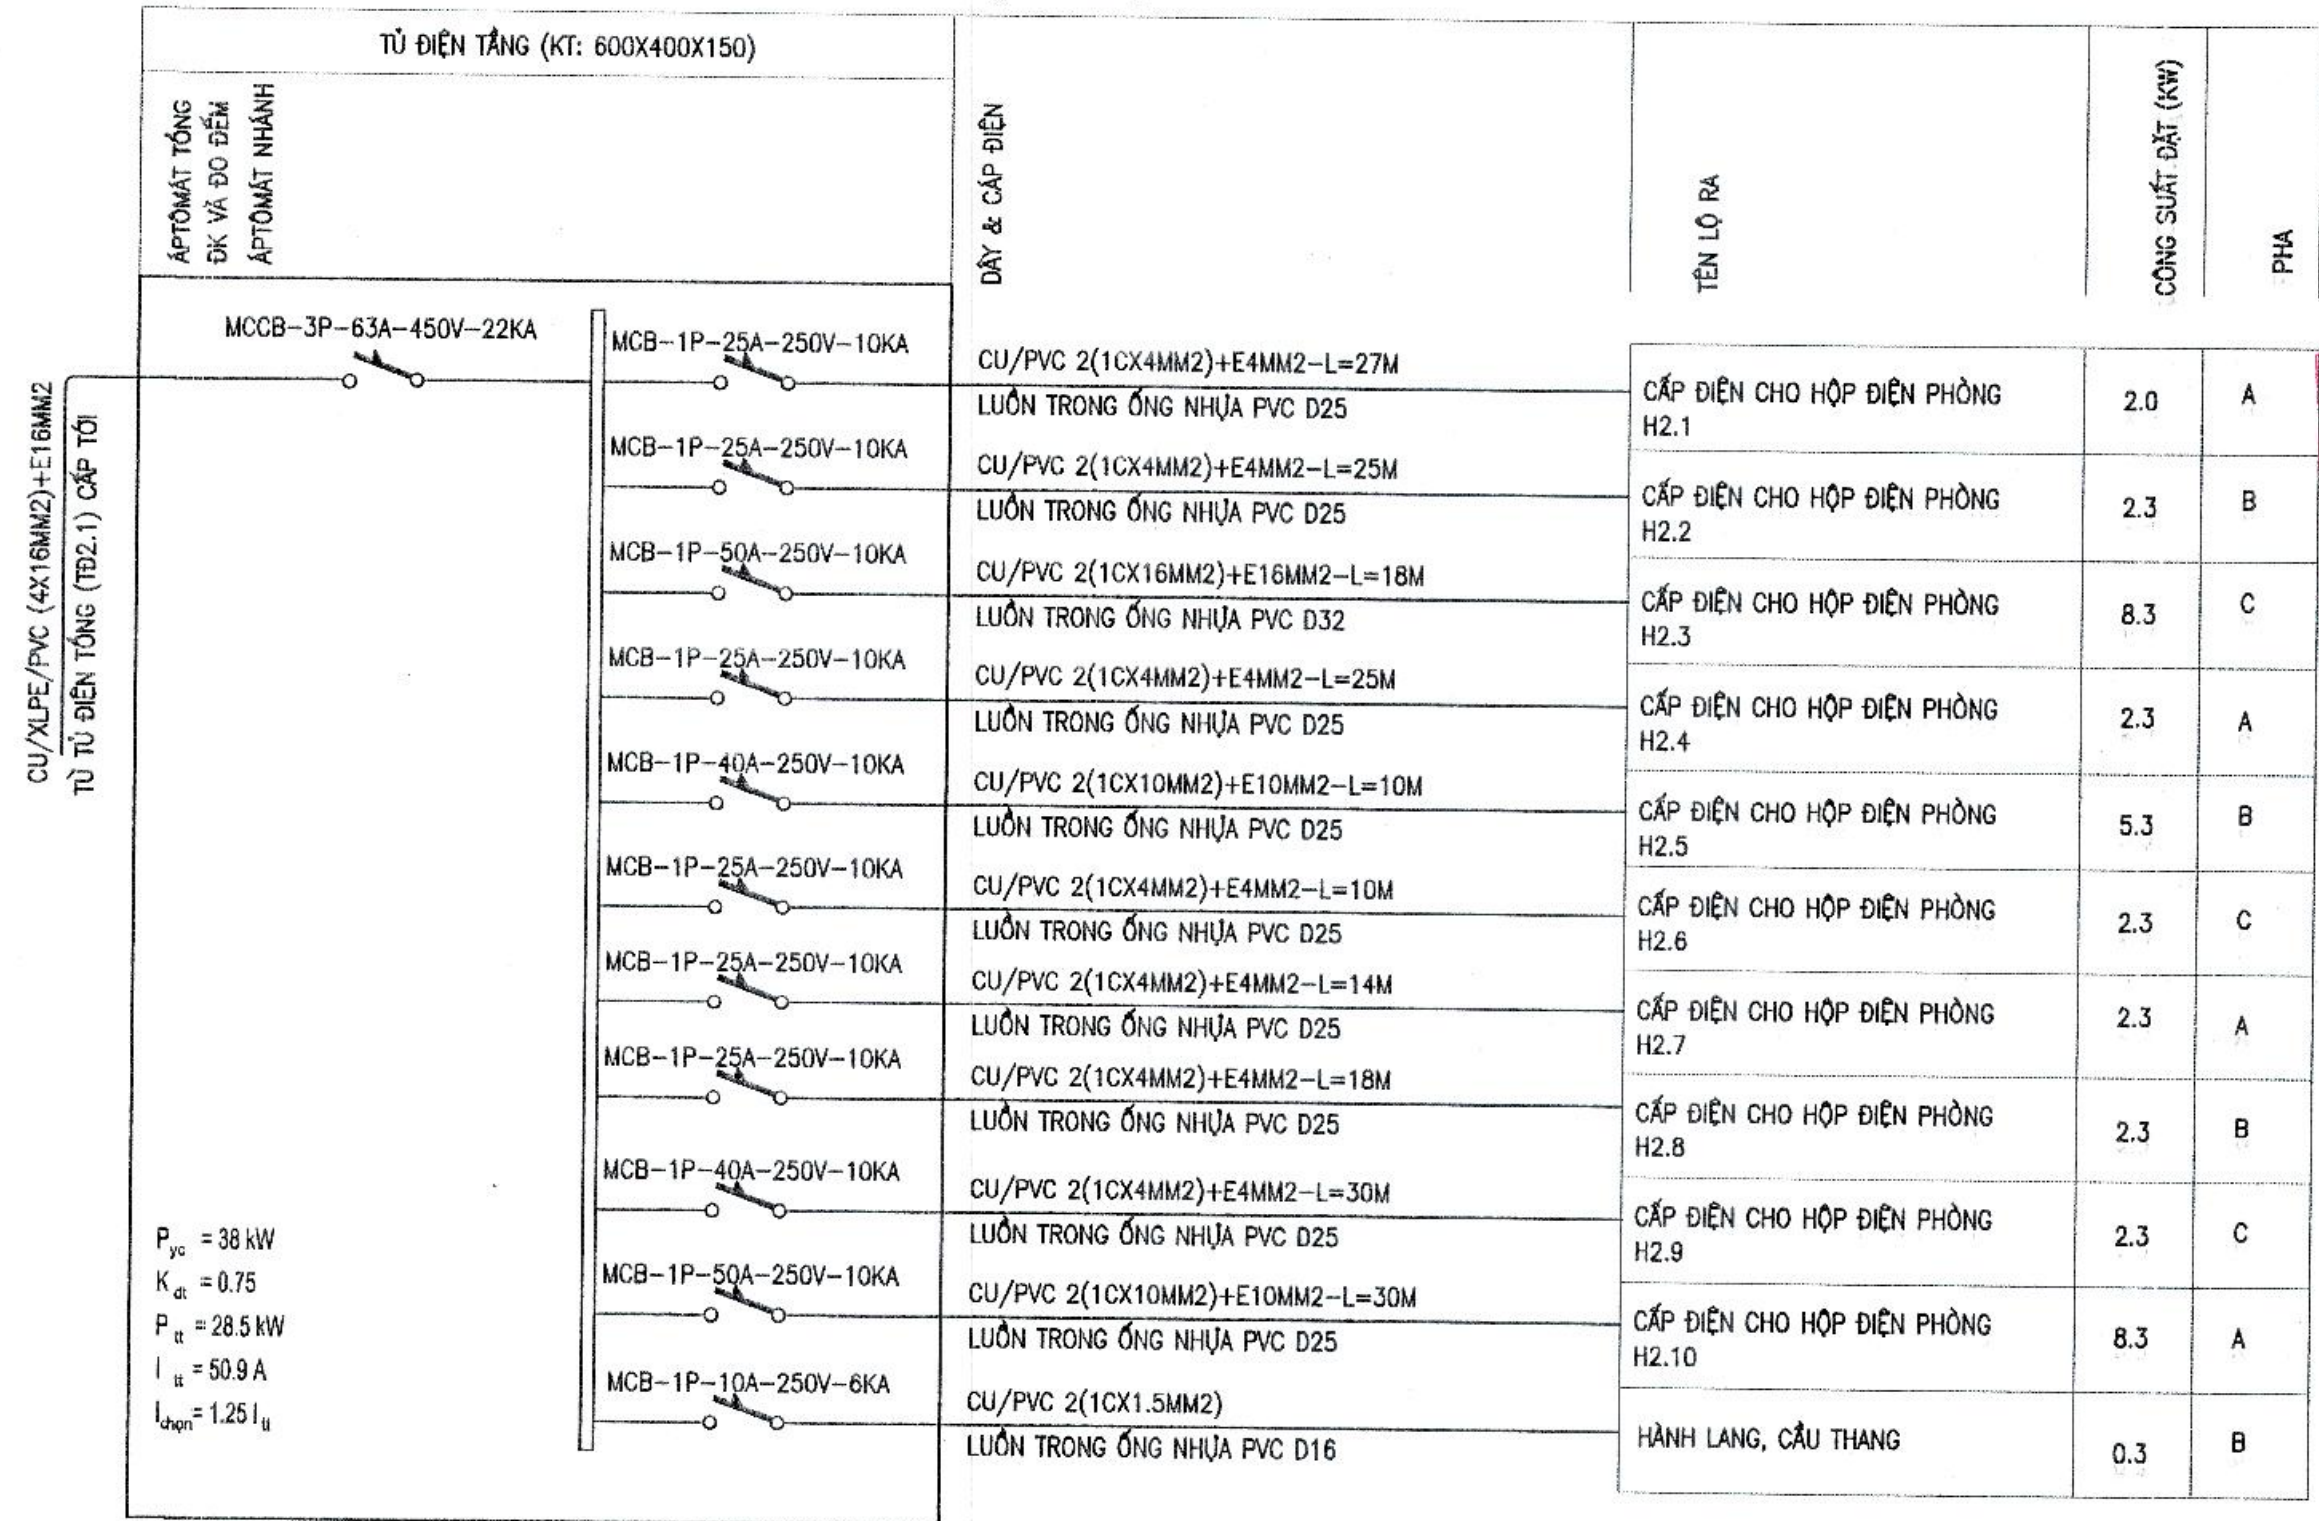 TỦ ĐIỆN TẦNG (KT: 600X400X150)
ÁPTÔMÁT TỔNG
ĐK VÀ ĐO ĐẾM
ÁPTÔMÁT NHÁNH
DÂY & CÁP ĐIỆN
TÊN LỘ RA
CÔNG SUẤT ĐẶT (KW)
PHA
CU/XLPE/PVC (4X16MM2)+E16MM2
TỪ TỦ ĐIỆN TỔNG (TĐ2.1) CẤP TỚI
MCCB-3P-63A-450V-22KA
MCB-1P-25A-250V-10KA
CU/PVC 2(1CX4MM2)+E4MM2-L=27M
LUỒN TRONG ỐNG NHỰA PVC D25
CẤP ĐIỆN CHO HỘP ĐIỆN PHÒNG
H2.1
2.0
A
MCB-1P-25A-250V-10KA
CU/PVC 2(1CX4MM2)+E4MM2-L=25M
LUỒN TRONG ỐNG NHỰA PVC D25
CẤP ĐIỆN CHO HỘP ĐIỆN PHÒNG
H2.2
2.3
B
MCB-1P-50A-250V-10KA
CU/PVC 2(1CX16MM2)+E16MM2-L=18M
LUỒN TRONG ỐNG NHỰA PVC D32
CẤP ĐIỆN CHO HỘP ĐIỆN PHÒNG
H2.3
8.3
C
MCB-1P-25A-250V-10KA
CU/PVC 2(1CX4MM2)+E4MM2-L=25M
LUỒN TRONG ỐNG NHỰA PVC D25
CẤP ĐIỆN CHO HỘP ĐIỆN PHÒNG
H2.4
2.3
A
MCB-1P-40A-250V-10KA
CU/PVC 2(1CX10MM2)+E10MM2-L=10M
LUỒN TRONG ỐNG NHỰA PVC D25
CẤP ĐIỆN CHO HỘP ĐIỆN PHÒNG
H2.5
5.3
B
MCB-1P-25A-250V-10KA
CU/PVC 2(1CX4MM2)+E4MM2-L=10M
LUỒN TRONG ỐNG NHỰA PVC D25
CẤP ĐIỆN CHO HỘP ĐIỆN PHÒNG
H2.6
2.3
C
MCB-1P-25A-250V-10KA
CU/PVC 2(1CX4MM2)+E4MM2-L=14M
LUỒN TRONG ỐNG NHỰA PVC D25
CẤP ĐIỆN CHO HỘP ĐIỆN PHÒNG
H2.7
2.3
A
MCB-1P-25A-250V-10KA
CU/PVC 2(1CX4MM2)+E4MM2-L=18M
LUỒN TRONG ỐNG NHỰA PVC D25
CẤP ĐIỆN CHO HỘP ĐIỆN PHÒNG
H2.8
2.3
B
MCB-1P-40A-250V-10KA
CU/PVC 2(1CX4MM2)+E4MM2-L=30M
LUỒN TRONG ỐNG NHỰA PVC D25
CẤP ĐIỆN CHO HỘP ĐIỆN PHÒNG
H2.9
2.3
C
MCB-1P-50A-250V-10KA
CU/PVC 2(1CX10MM2)+E10MM2-L=30M
LUỒN TRONG ỐNG NHỰA PVC D25
CẤP ĐIỆN CHO HỘP ĐIỆN PHÒNG
H2.10
8.3
A
MCB-1P-10A-250V-6KA
CU/PVC 2(1CX1.5MM2)
LUỒN TRONG ỐNG NHỰA PVC D16
HÀNH LANG, CẦU THANG
0.3
B
Pyc = 38 kW
K đt = 0.75
P tt = 28.5 kW
I tt = 50.9 A
Ichọn = 1.25 I tt